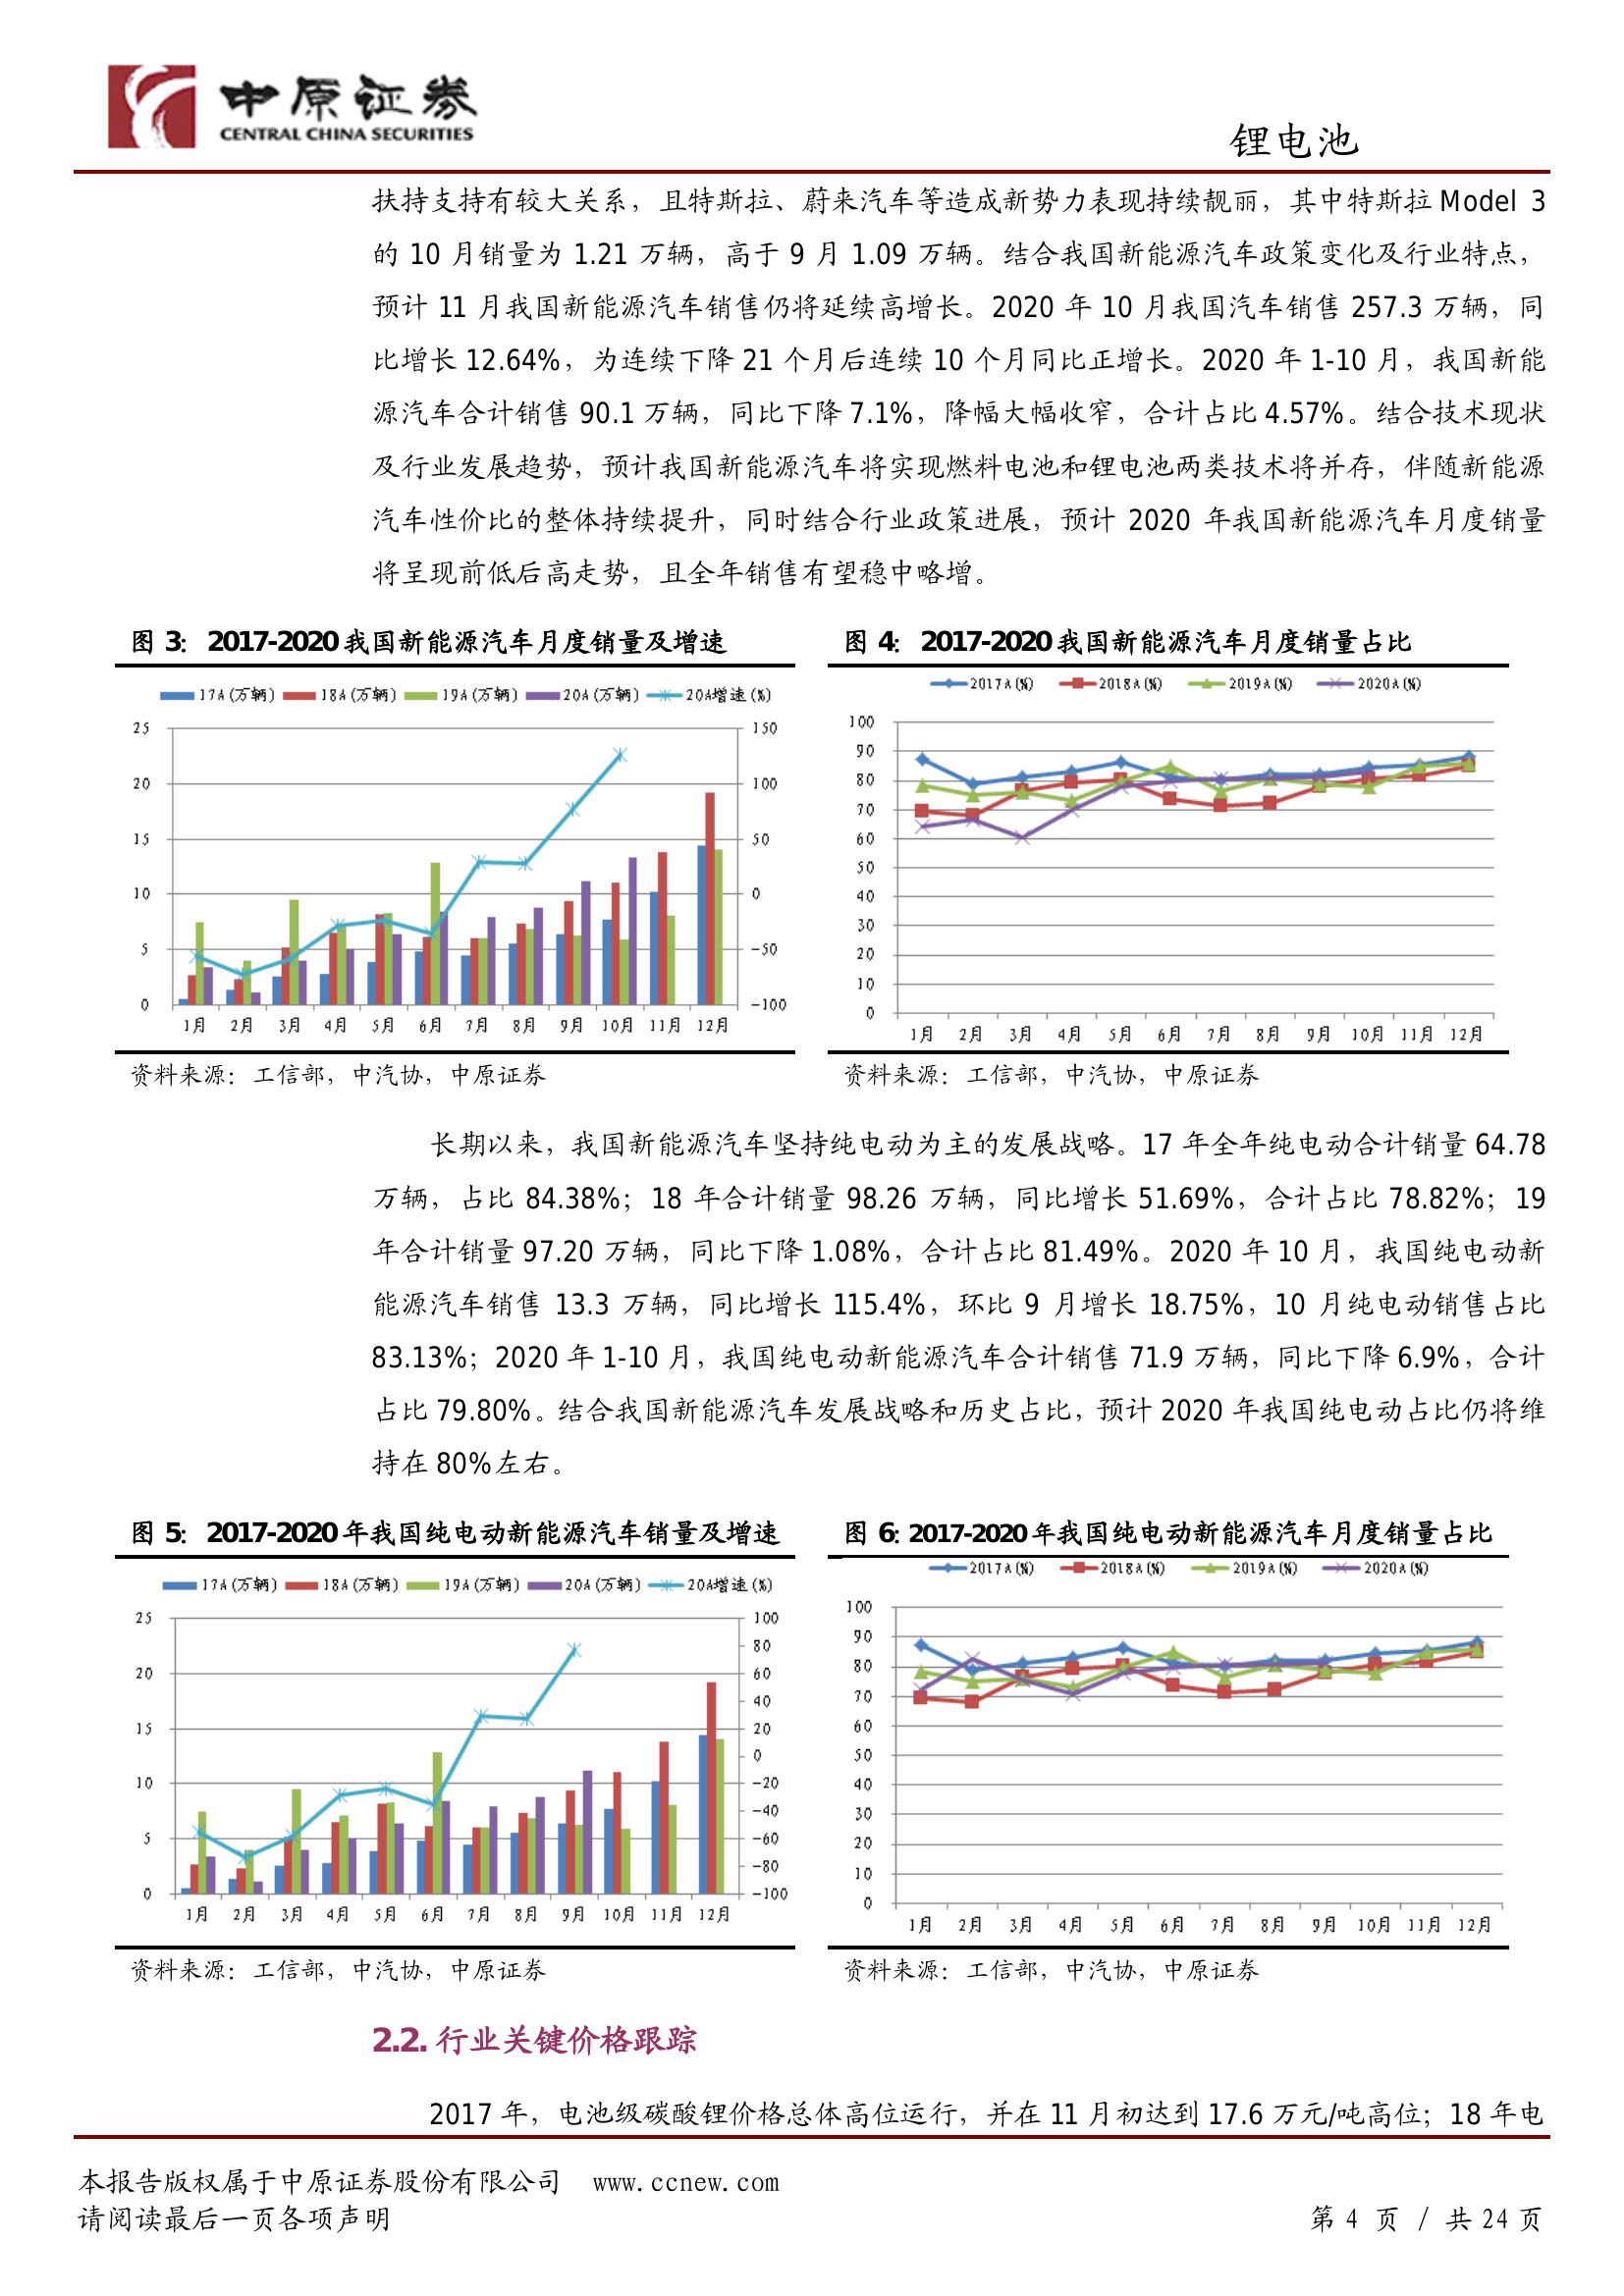 中原证券
CENTRAL CHINA SECURITIES
锂电池
扶持支持有较大关系，且特斯拉、蔚来汽车等造成新势力表现持续靓丽，其中特斯拉 Model 3
的 10 月销量为 1.21 万辆，高于 9 月 1.09 万辆。结合我国新能源汽车政策变化及行业特点，
预计 11 月我国新能源汽车销售仍将延续高增长。2020 年 10 月我国汽车销售 257.3 万辆，同
比增长 12.64%，为连续下降 21 个月后连续 10 个月同比正增长。2020 年 1-10 月，我国新能
源汽车合计销售 90.1 万辆，同比下降 7.1%，降幅大幅收窄，合计占比 4.57%。结合技术现状
及行业发展趋势，预计我国新能源汽车将实现燃料电池和锂电池两类技术将并存，伴随新能源
汽车性价比的整体持续提升，同时结合行业政策进展，预计 2020 年我国新能源汽车月度销量
将呈现前低后高走势，且全年销售有望稳中略增。
图 3：2017-2020 我国新能源汽车月度销量及增速
17A(万辆) 18A(万辆) 19A(万辆) 20A(万辆) 20A增速(%)
25 150
20 100
15 50
10 0
5 -50
0 -100
1月 2月 3月 4月 5月 6月 7月 8月 9月 10月 11月 12月
资料来源：工信部，中汽协，中原证券
图 4：2017-2020 我国新能源汽车月度销量占比
2017A(%) 2018A(%) 2019A(%) 2020A(%)
100
90
80
70
60
50
40
30
20
10
0
1月 2月 3月 4月 5月 6月 7月 8月 9月 10月 11月 12月
资料来源：工信部，中汽协，中原证券
长期以来，我国新能源汽车坚持纯电动为主的发展战略。17 年全年纯电动合计销量 64.78
万辆，占比 84.38%；18 年合计销量 98.26 万辆，同比增长 51.69%，合计占比 78.82%；19
年合计销量 97.20 万辆，同比下降 1.08%，合计占比 81.49%。2020 年 10 月，我国纯电动新
能源汽车销售 13.3 万辆，同比增长 115.4%，环比 9 月增长 18.75%，10 月纯电动销售占比
83.13%；2020 年 1-10 月，我国纯电动新能源汽车合计销售 71.9 万辆，同比下降 6.9%，合计
占比 79.80%。结合我国新能源汽车发展战略和历史占比，预计 2020 年我国纯电动占比仍将维
持在 80%左右。
图 5：2017-2020 年我国纯电动新能源汽车销量及增速
17A(万辆) 18A(万辆) 19A(万辆) 20A(万辆) 20A增速(%)
25 100
80
20 60
40
15 20
0
10 -20
-40
5 -60
-80
0 -100
1月 2月 3月 4月 5月 6月 7月 8月 9月 10月 11月 12月
资料来源：工信部，中汽协，中原证券
图 6：2017-2020 年我国纯电动新能源汽车月度销量占比
2017A(%) 2018A(%) 2019A(%) 2020A(%)
100
90
80
70
60
50
40
30
20
10
0
1月 2月 3月 4月 5月 6月 7月 8月 9月 10月 11月 12月
资料来源：工信部，中汽协，中原证券
2.2. 行业关键价格跟踪
2017 年，电池级碳酸锂价格总体高位运行，并在 11 月初达到 17.6 万元/吨高位；18 年电
本报告版权属于中原证券股份有限公司 www.ccnew.com
请阅读最后一页各项声明
第 4 页 / 共 24 页